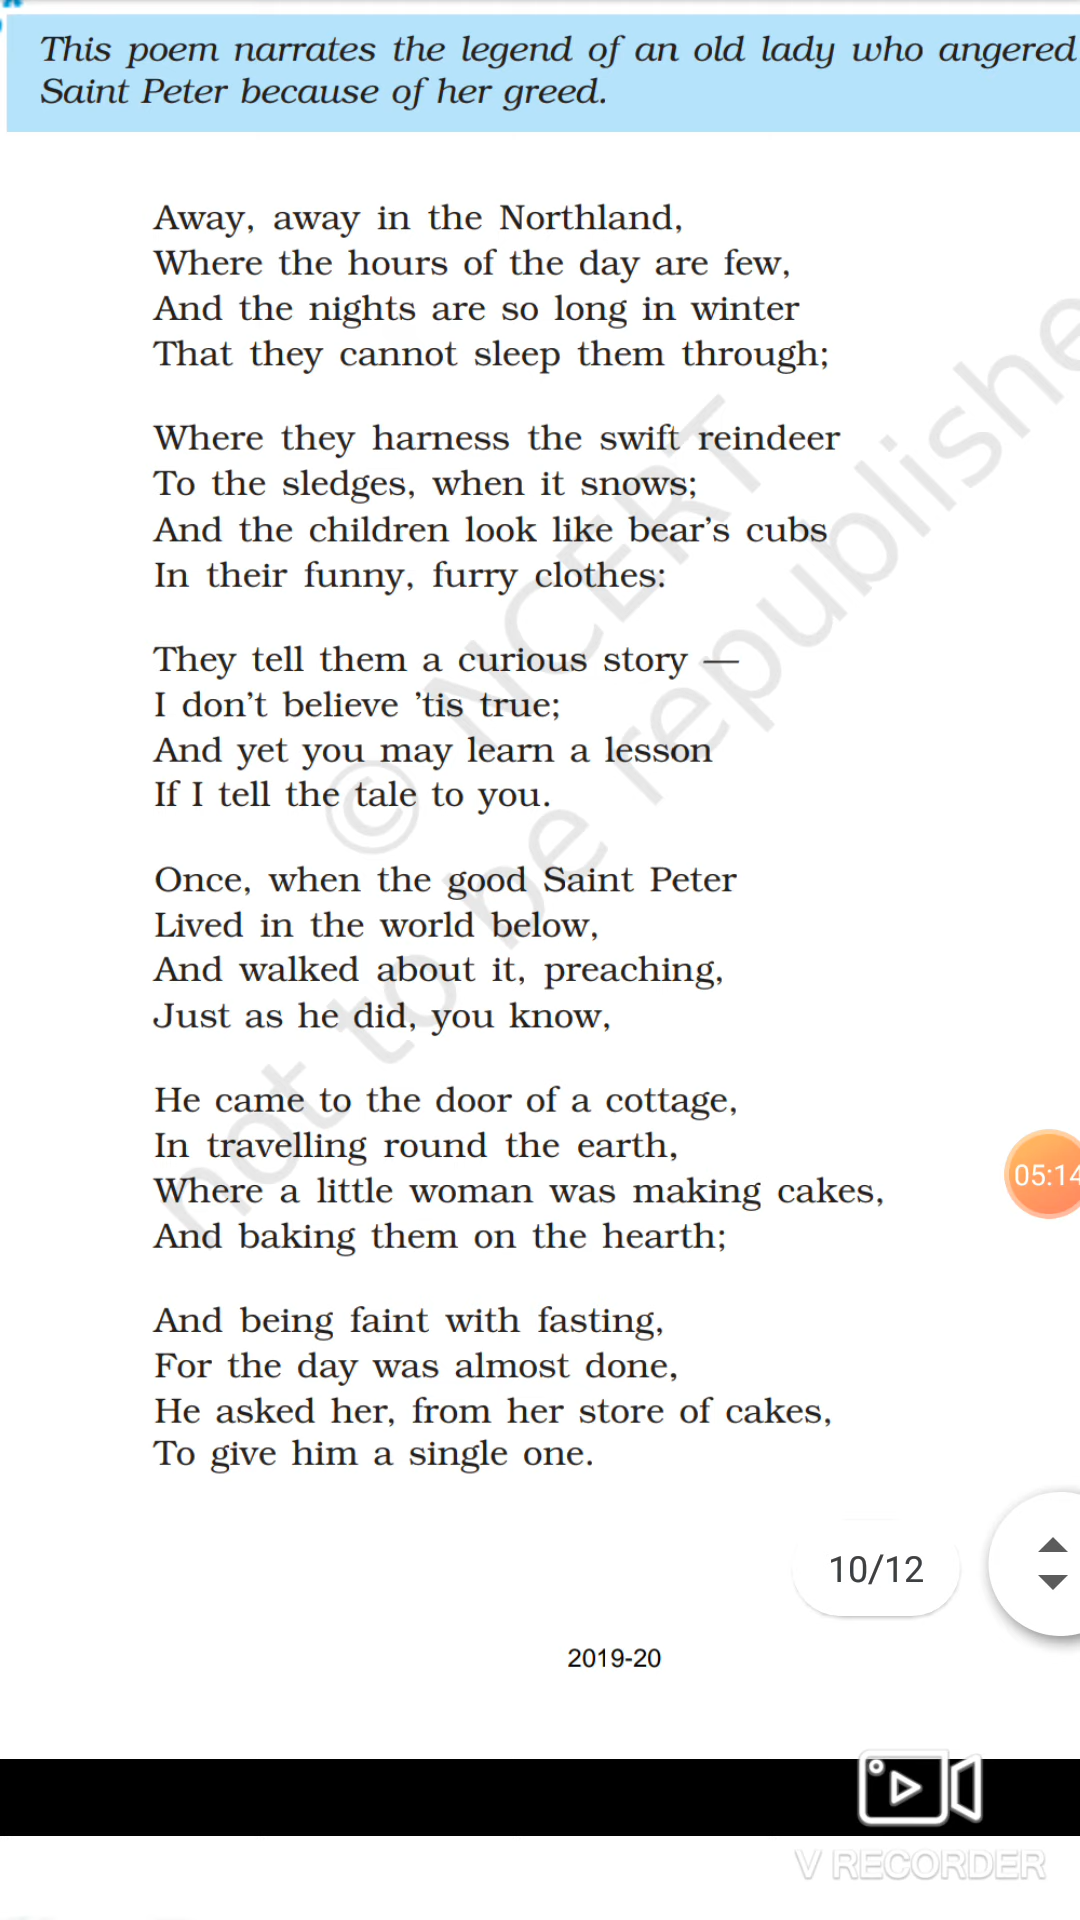 This poem narrates the legend of an old lady who angered
Saint Peter because of her greed.
Away, away in the Northland,
Where the hours of the day are few,
And the nights are so long in winter
That they cannot sleep them through;
Where they harness the swift reindeer
To the sledges, when it snows;
And the children look like bear’s cubs
In their funny, furry clothes:
They tell them a curious story —
I don’t believe ’tis true;
And yet you may learn a lesson
If I tell the tale to you.
Once, when the good Saint Peter
Lived in the world below,
And walked about it, preaching,
Just as he did, you know,
He came to the door of a cottage,
In travelling round the earth,
Where a little woman was making cakes,
And baking them on the hearth;
And being faint with fasting,
For the day was almost done,
He asked her, from her store of cakes,
To give him a single one.
© NCERT
not to be republishe
05:14
10/12
2019-20
V RECORDER